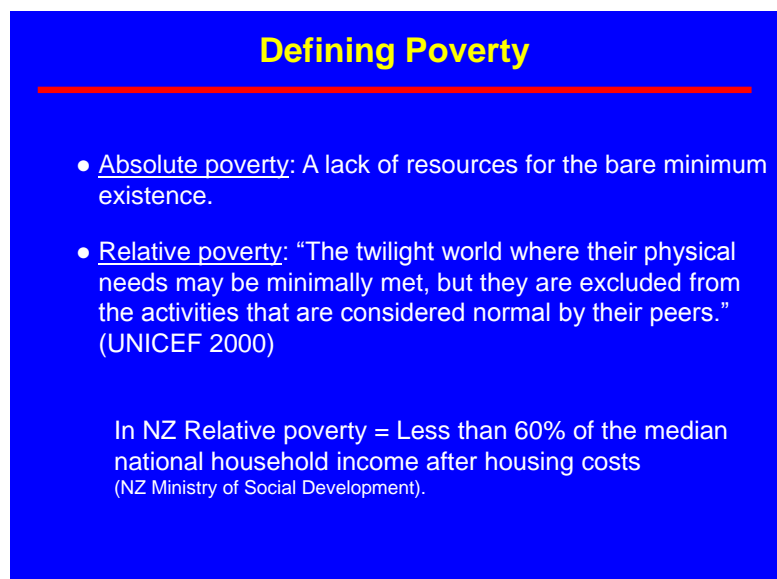 Defining Poverty
● Absolute poverty: A lack of resources for the bare minimum
existence.
● Relative poverty: “The twilight world where their physical
needs may be minimally met, but they are excluded from
the activities that are considered normal by their peers.”
(UNICEF 2000)
In NZ Relative poverty = Less than 60% of the median
national household income after housing costs
(NZ Ministry of Social Development).